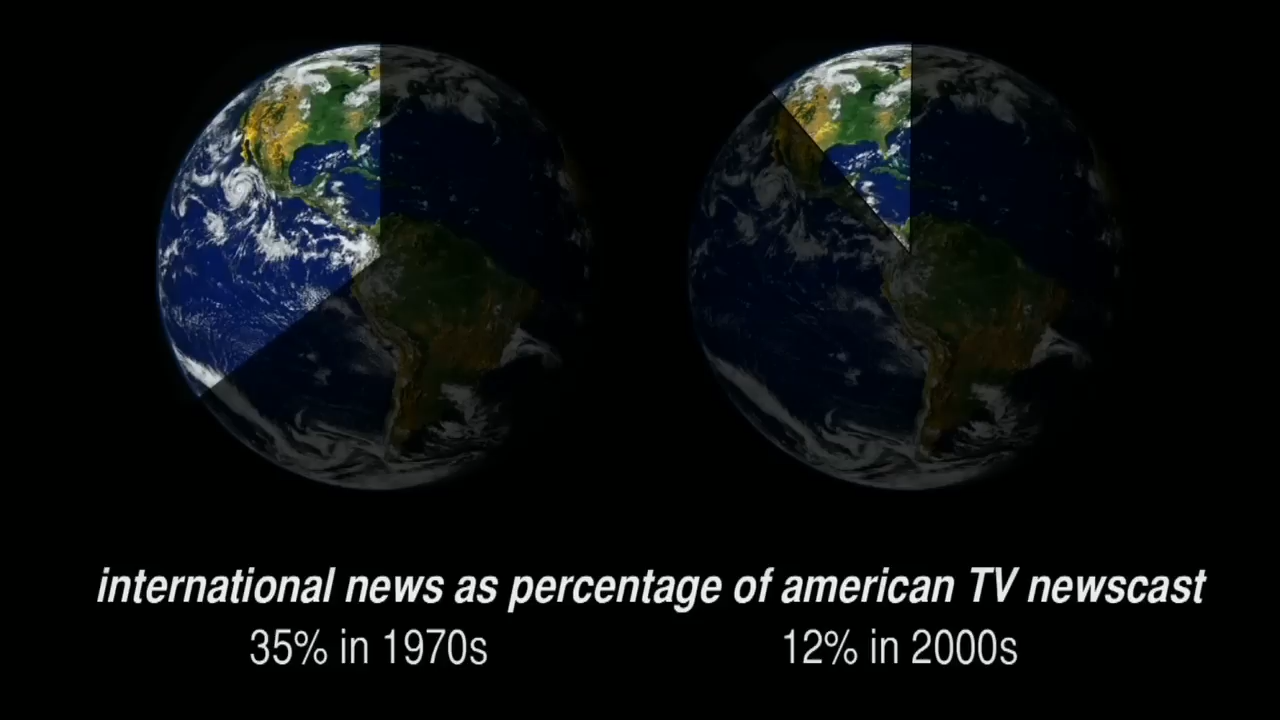 international news as percentage of american TV newscast
35% in 1970s
12% in 2000s